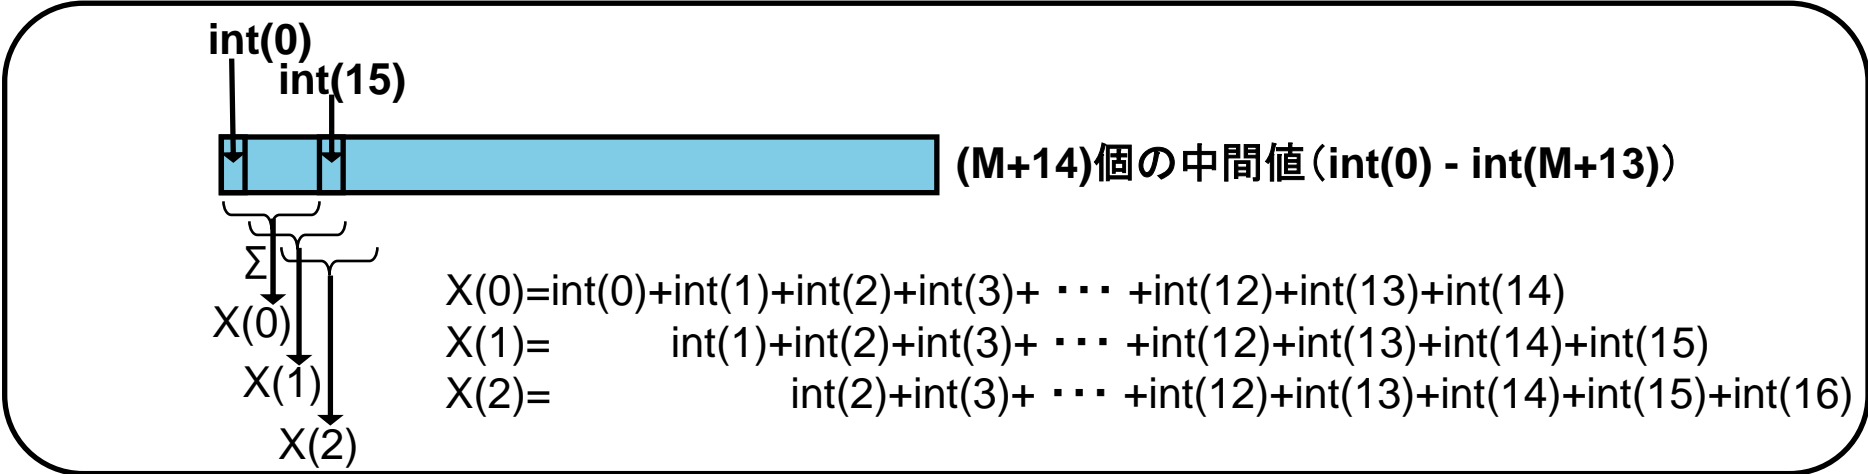 int(0)
int(15)
(M+14)個の中間値（int(0) - int(M+13)）
Σ
X(0)
X(1)
X(2)
X(0)=int(0)+int(1)+int(2)+int(3)+ ・・・ +int(12)+int(13)+int(14)
X(1)= int(1)+int(2)+int(3)+ ・・・ +int(12)+int(13)+int(14)+int(15)
X(2)= int(2)+int(3)+ ・・・ +int(12)+int(13)+int(14)+int(15)+int(16)